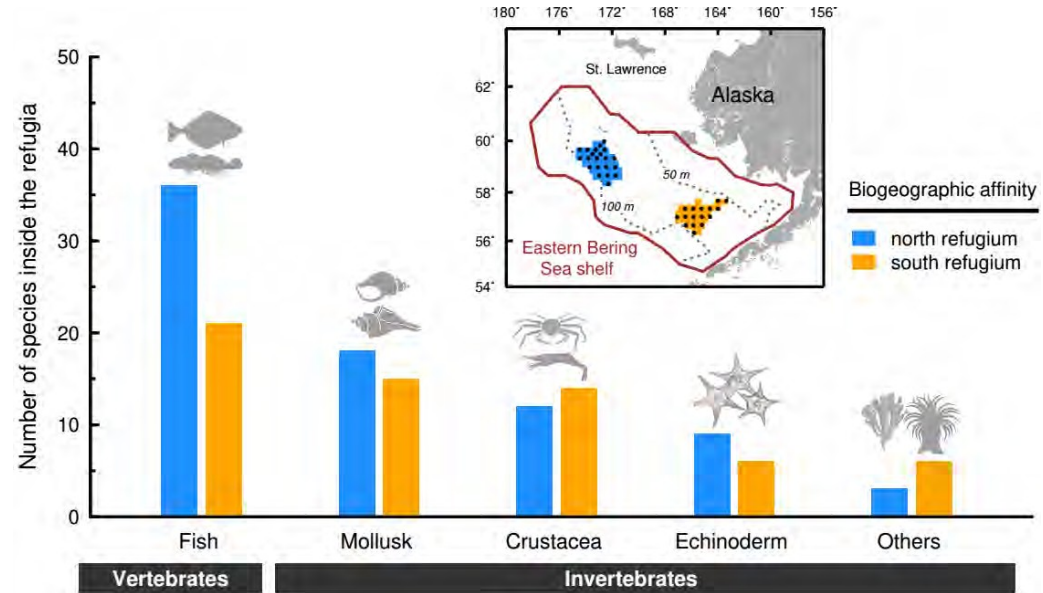 180˚ 176˚ 172˚ 168˚ 164˚ 160˚ 156˚
62˚
60˚
58˚
56˚
54˚
St. Lawrence
Alaska
50 m
100 m
Eastern Bering
Sea shelf
Biogeographic affinity
north refugium
south refugium
Number of species inside the refugia
50
40
30
20
10
0
Fish Mollusk Crustacea Echinoderm Others
Vertebrates Invertebrates